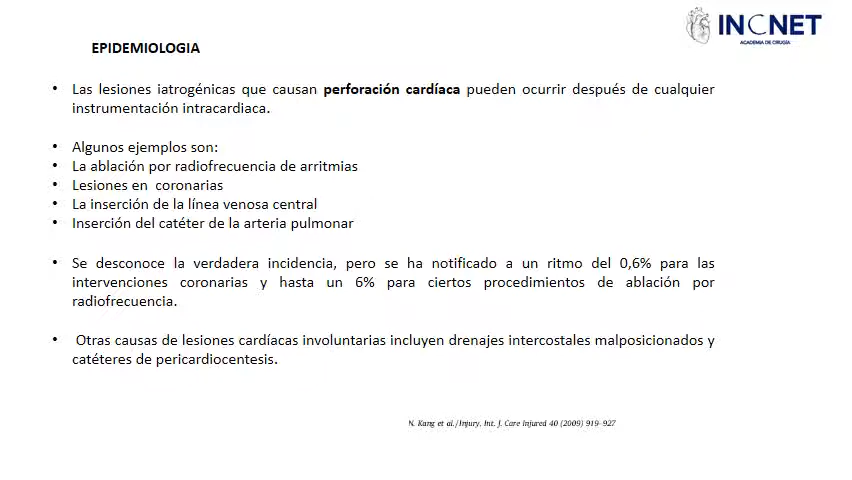 INCNET
ACADEMIA DE CIRUGÍA
EPIDEMIOLOGIA
• Las lesiones iatrogénicas que causan perforación cardíaca pueden ocurrir después de cualquier
instrumentación intracardiaca.
• Algunos ejemplos son:
• La ablación por radiofrecuencia de arritmias
• Lesiones en coronarias
• La inserción de la línea venosa central
• Inserción del catéter de la arteria pulmonar
• Se desconoce la verdadera incidencia, pero se ha notificado a un ritmo del 0,6% para las
intervenciones coronarias y hasta un 6% para ciertos procedimientos de ablación por
radiofrecuencia.
• Otras causas de lesiones cardíacas involuntarias incluyen drenajes intercostales malposicionados y
catéteres de pericardiocentesis.
N. Kang et al. / Injury, Int. J. Care Injured 40 (2009) 919–927